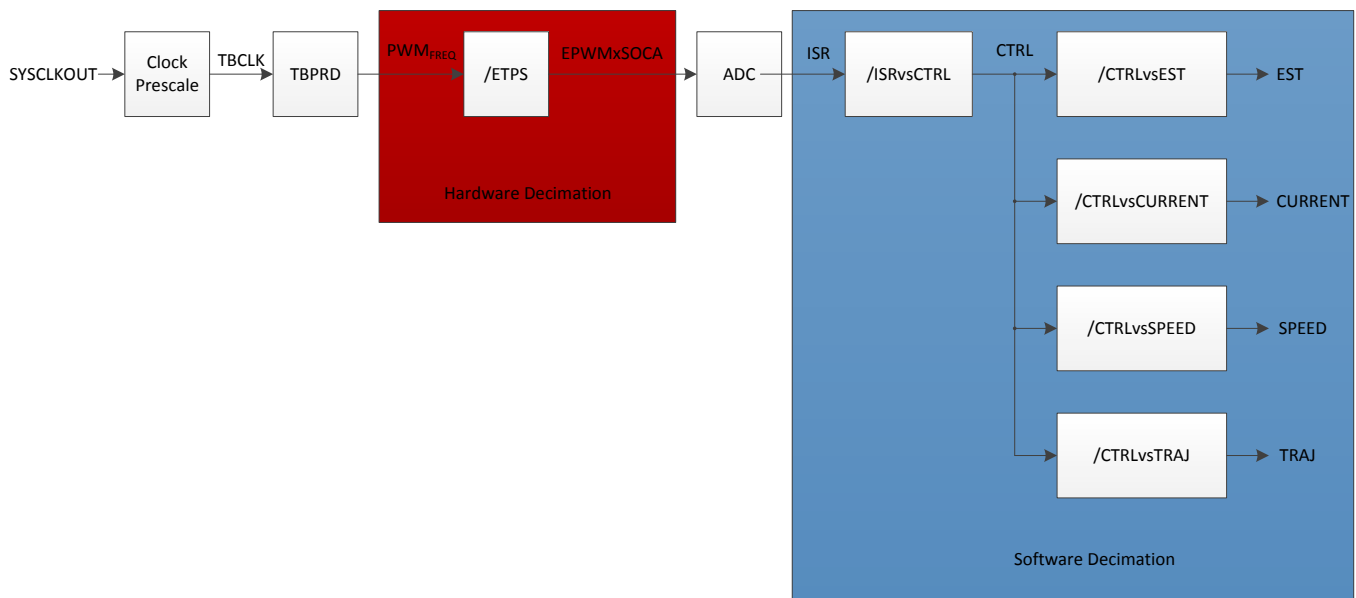 SYSCLKOUT
Clock
Prescale
TBCLK
TBPRD
PWMFREQ
/ETPS
EPWMxSOCA
ADC
ISR
/ISRvsCTRL
CTRL
/CTRLvsEST
EST
Hardware Decimation
/CTRLvsCURRENT
CURRENT
/CTRLvsSPEED
SPEED
/CTRLvsTRAJ
TRAJ
Software Decimation